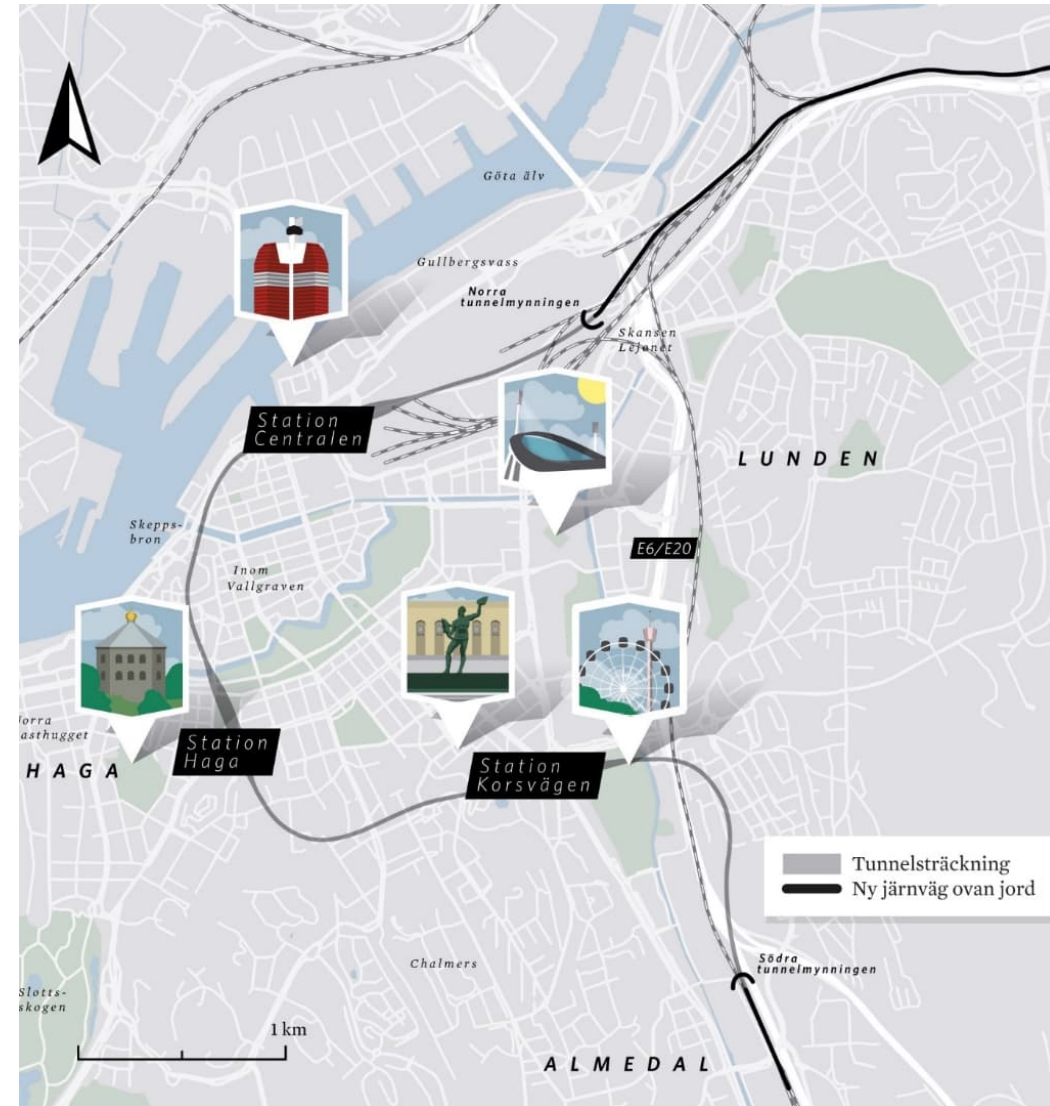 Göta älv
Gullbergsvass
Norra
tunnelmynningen
Skansen
Lejonet
Station
Centralen
LUNDEN
Skepps-
bron
E6/E20
Inom
Vallgraven
Norra
asthugget
HAGA
Station
Haga
Station
Korsvägen
Tunnelsträckning
Ny järnväg ovan jord
Södra
tunnelmynningen
Chalmers
Slotts-
skogen
1 km
ALMEDAL